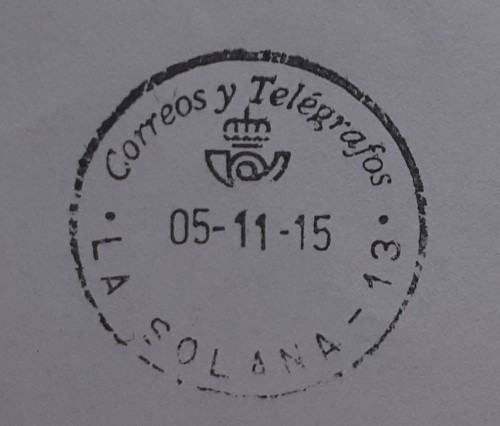 Correos y Telégrafos
05-11-15
LA SOLANA - 13